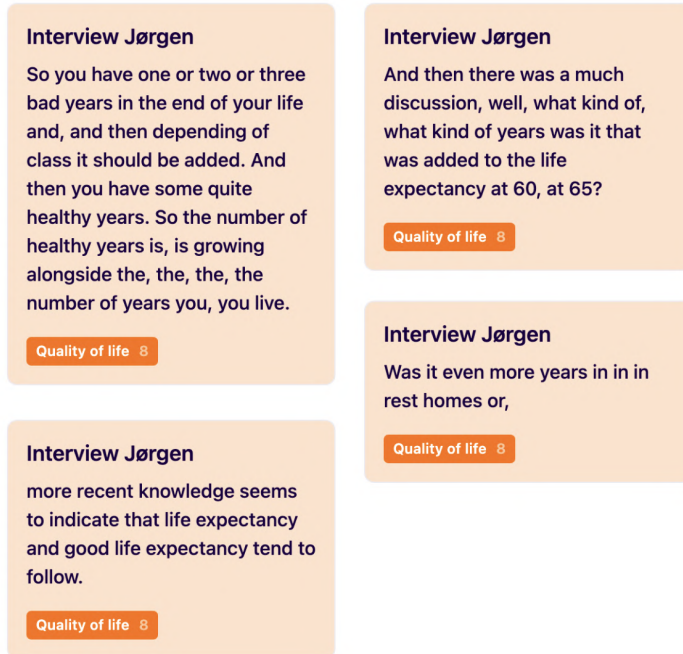 Interview Jørgen
So you have one or two or three
bad years in the end of your life
and, and then depending of
class it should be added. And
then you have some quite
healthy years. So the number of
healthy years is, is growing
alongside the, the, the, the
number of years you, you live.
Quality of life 8
Interview Jørgen
more recent knowledge seems
to indicate that life expectancy
and good life expectancy tend to
follow.
Quality of life 8
Interview Jørgen
And then there was a much
discussion, well, what kind of,
what kind of years was it that
was added to the life
expectancy at 60, at 65?
Quality of life 8
Interview Jørgen
Was it even more years in in in
rest homes or,
Quality of life 8